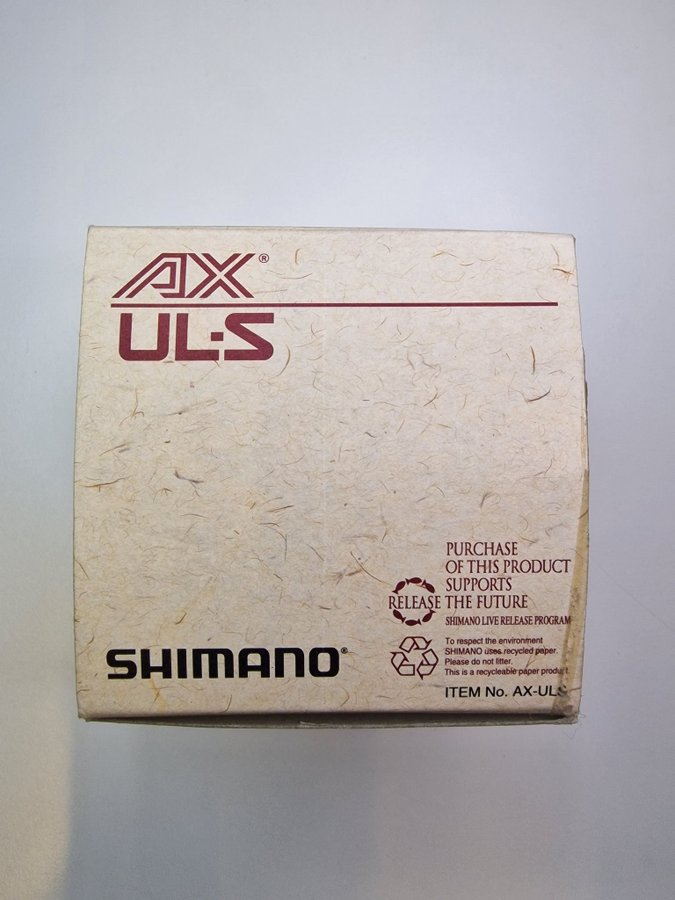 AX®
UL-S
PURCHASE
OF THIS PRODUCT
SUPPORTS
RELEASE THE FUTURE
SHIMANO LIVE RELEASE PROGRAM
SHIMANO®
To respect the environment
SHIMANO uses recycled paper.
Please do not litter.
This is a recycleable paper product.
ITEM No. AX-ULS